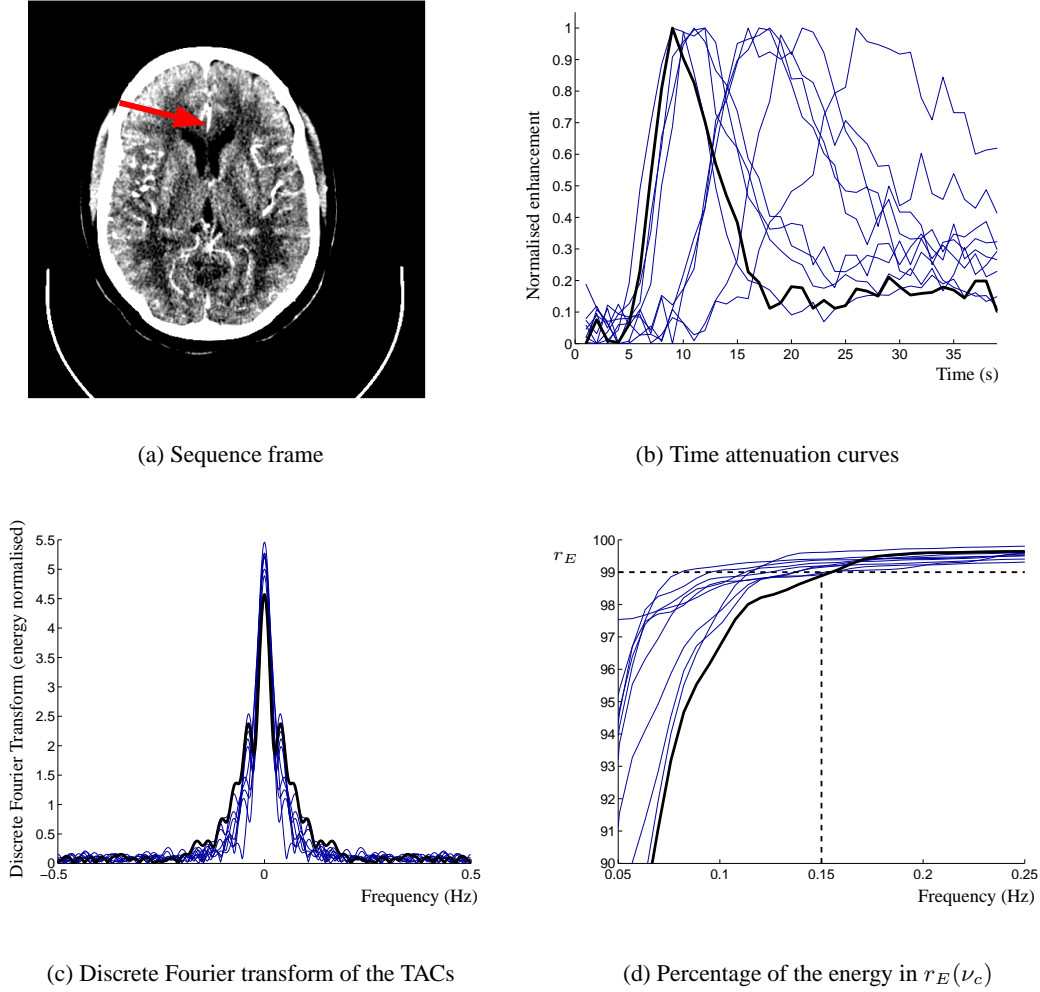 1
0.9
0.8
0.7
0.6
0.5
0.4
0.3
0.2
0.1
0
Normalised enhancement
0 5 10 15 20 25 30 35
Time (s)
(a) Sequence frame
(b) Time attenuation curves
5.5
5
4.5
4
3.5
3
2.5
2
1.5
1
0.5
0
Discrete Fourier Transform (energy normalised)
−0.5 0 0.5
Frequency (Hz)
r_E
100
99
98
97
96
95
94
93
92
91
90
0.05 0.1 0.15 0.2 0.25
Frequency (Hz)
(c) Discrete Fourier transform of the TACs
(d) Percentage of the energy in r_E(ν_c)